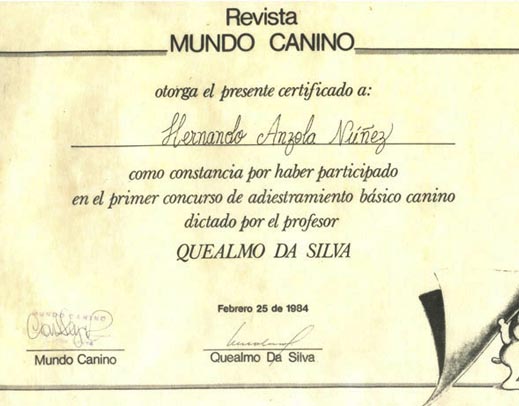 Revista
MUNDO CANINO
otorga el presente certificado a:
Hernando Anzola Núñez
como constancia por haber participado
en el primer concurso de adiestramiento básico canino
dictado por el profesor
QUEALMO DA SILVA
Febrero 25 de 1984
MUNDO CANINO
Mundo Canino
Quealmo Da Silva